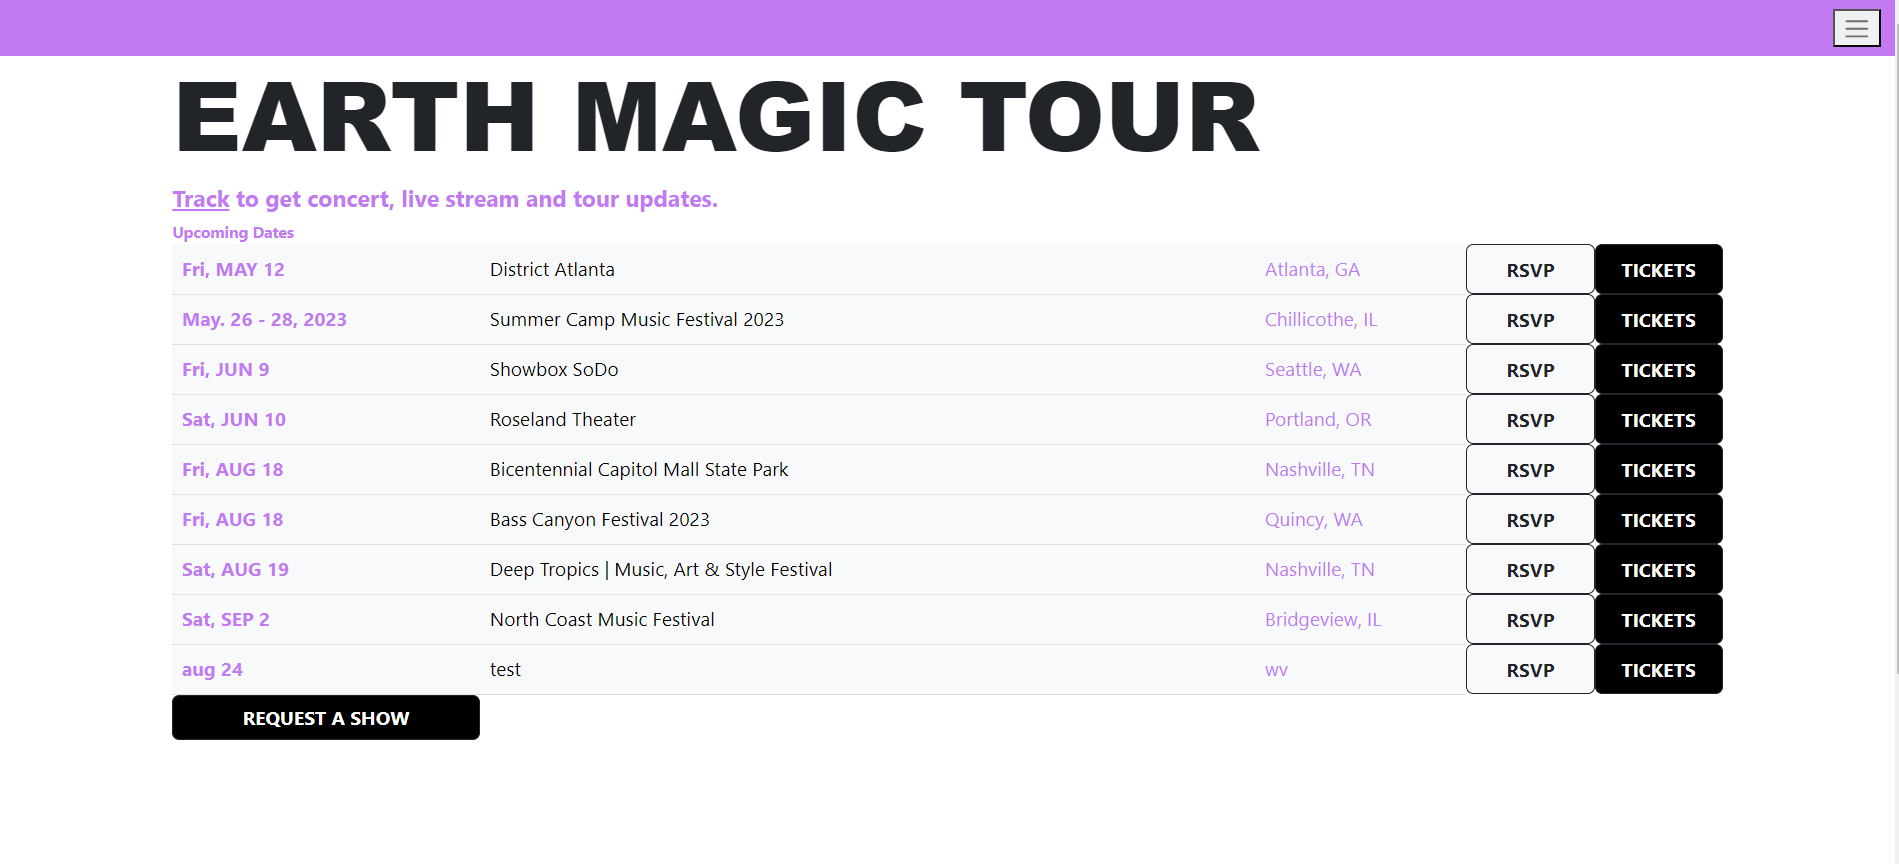 EARTH MAGIC TOUR
Track to get concert, live stream and tour updates.
Upcoming Dates
Fri, MAY 12 District Atlanta Atlanta, GA RSVP TICKETS
May. 26 - 28, 2023 Summer Camp Music Festival 2023 Chillicothe, IL RSVP TICKETS
Fri, JUN 9 Showbox SoDo Seattle, WA RSVP TICKETS
Sat, JUN 10 Roseland Theater Portland, OR RSVP TICKETS
Fri, AUG 18 Bicentennial Capitol Mall State Park Nashville, TN RSVP TICKETS
Fri, AUG 18 Bass Canyon Festival 2023 Quincy, WA RSVP TICKETS
Sat, AUG 19 Deep Tropics | Music, Art & Style Festival Nashville, TN RSVP TICKETS
Sat, SEP 2 North Coast Music Festival Bridgeview, IL RSVP TICKETS
aug 24 test wv RSVP TICKETS
REQUEST A SHOW